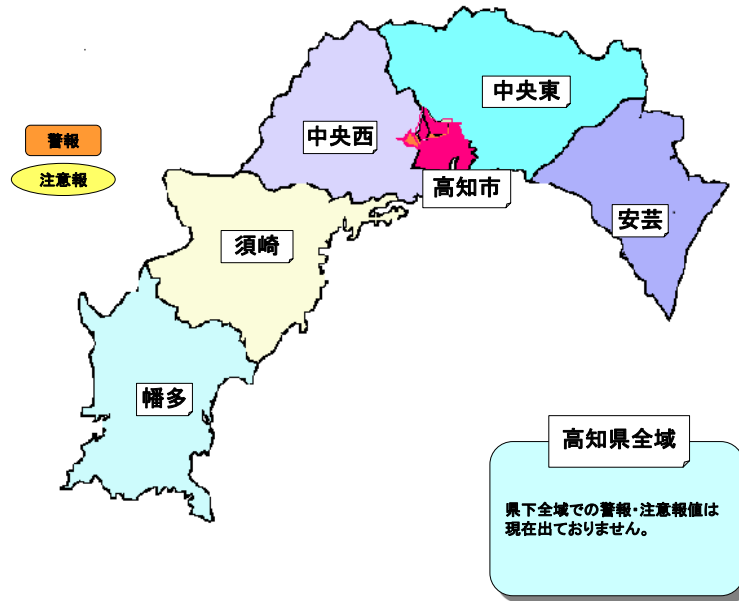 中央東
警報
中央西
注意報
高知市
安芸
須崎
幡多
高知県全域
県下全域での警報・注意報値は
現在出ておりません。